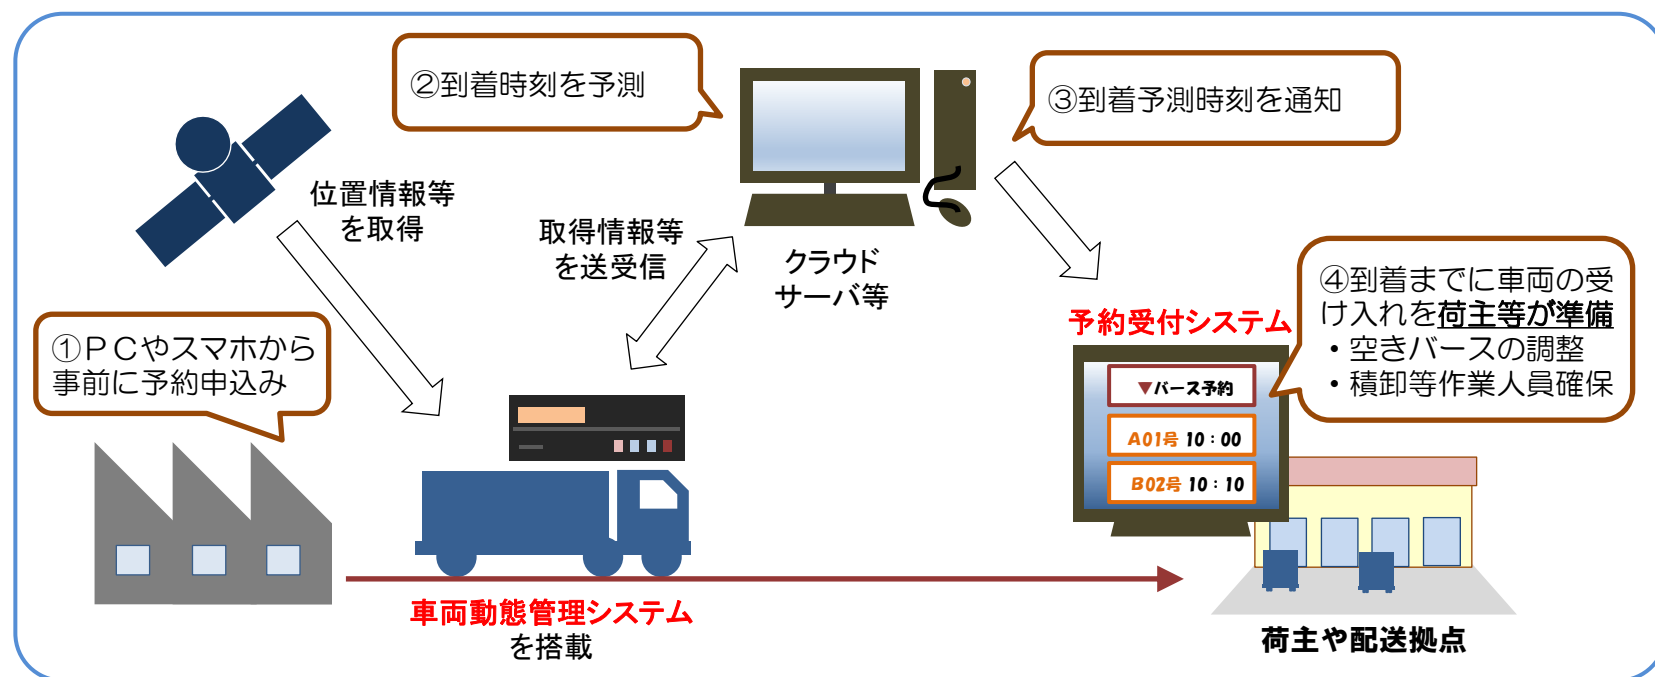 ②到着時刻を予測
③到着予測時刻を通知
位置情報等
を取得
取得情報等
を送受信
クラウド
サーバ等
④到着までに車両の受
け入れを荷主等が準備
・空きバースの調整
・積卸等作業人員確保
①ＰＣやスマホから
事前に予約申込み
予約受付システム
▼バース予約
A01号 10：00
B02号 10：10
車両動態管理システム
を搭載
荷主や配送拠点